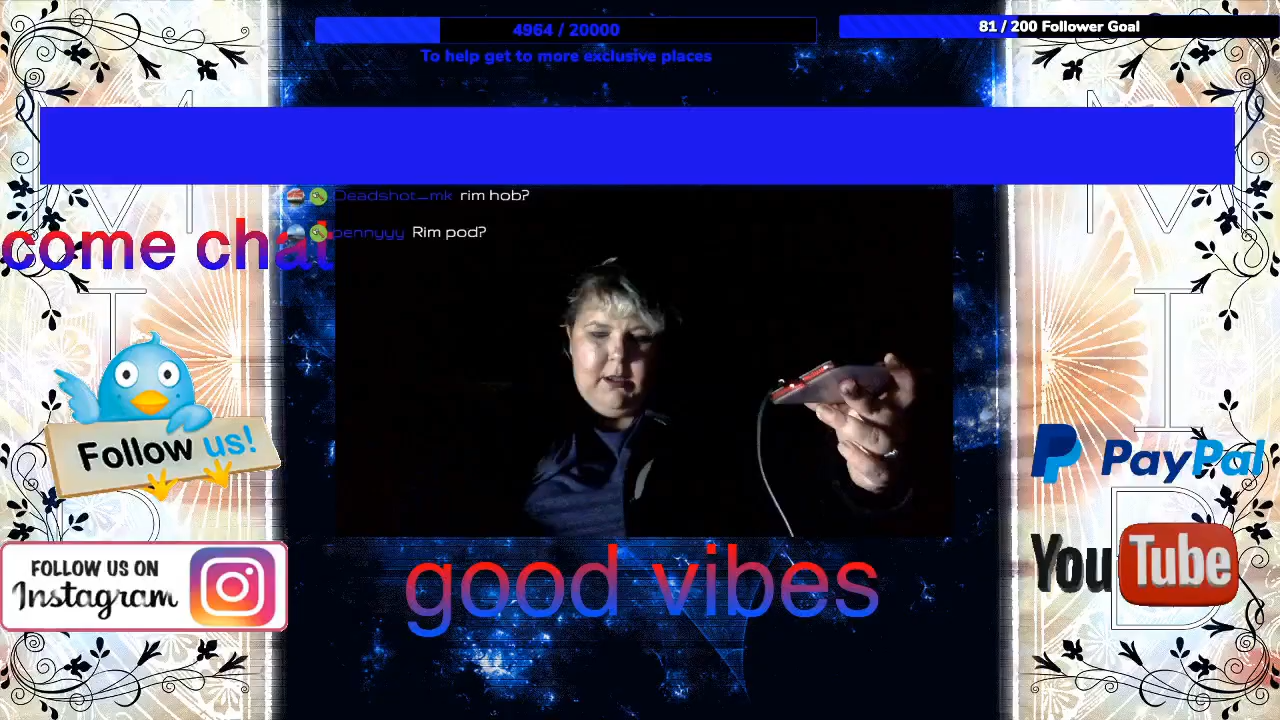 4964 / 20000
81 / 200 Follower Goal
To help get to more exclusive places
Deadshot_mk rim hob?
pennyyy Rim pod?
come chat
Follow us!
PayPal
FOLLOW US ON
Instagram
YouTube
good vibes